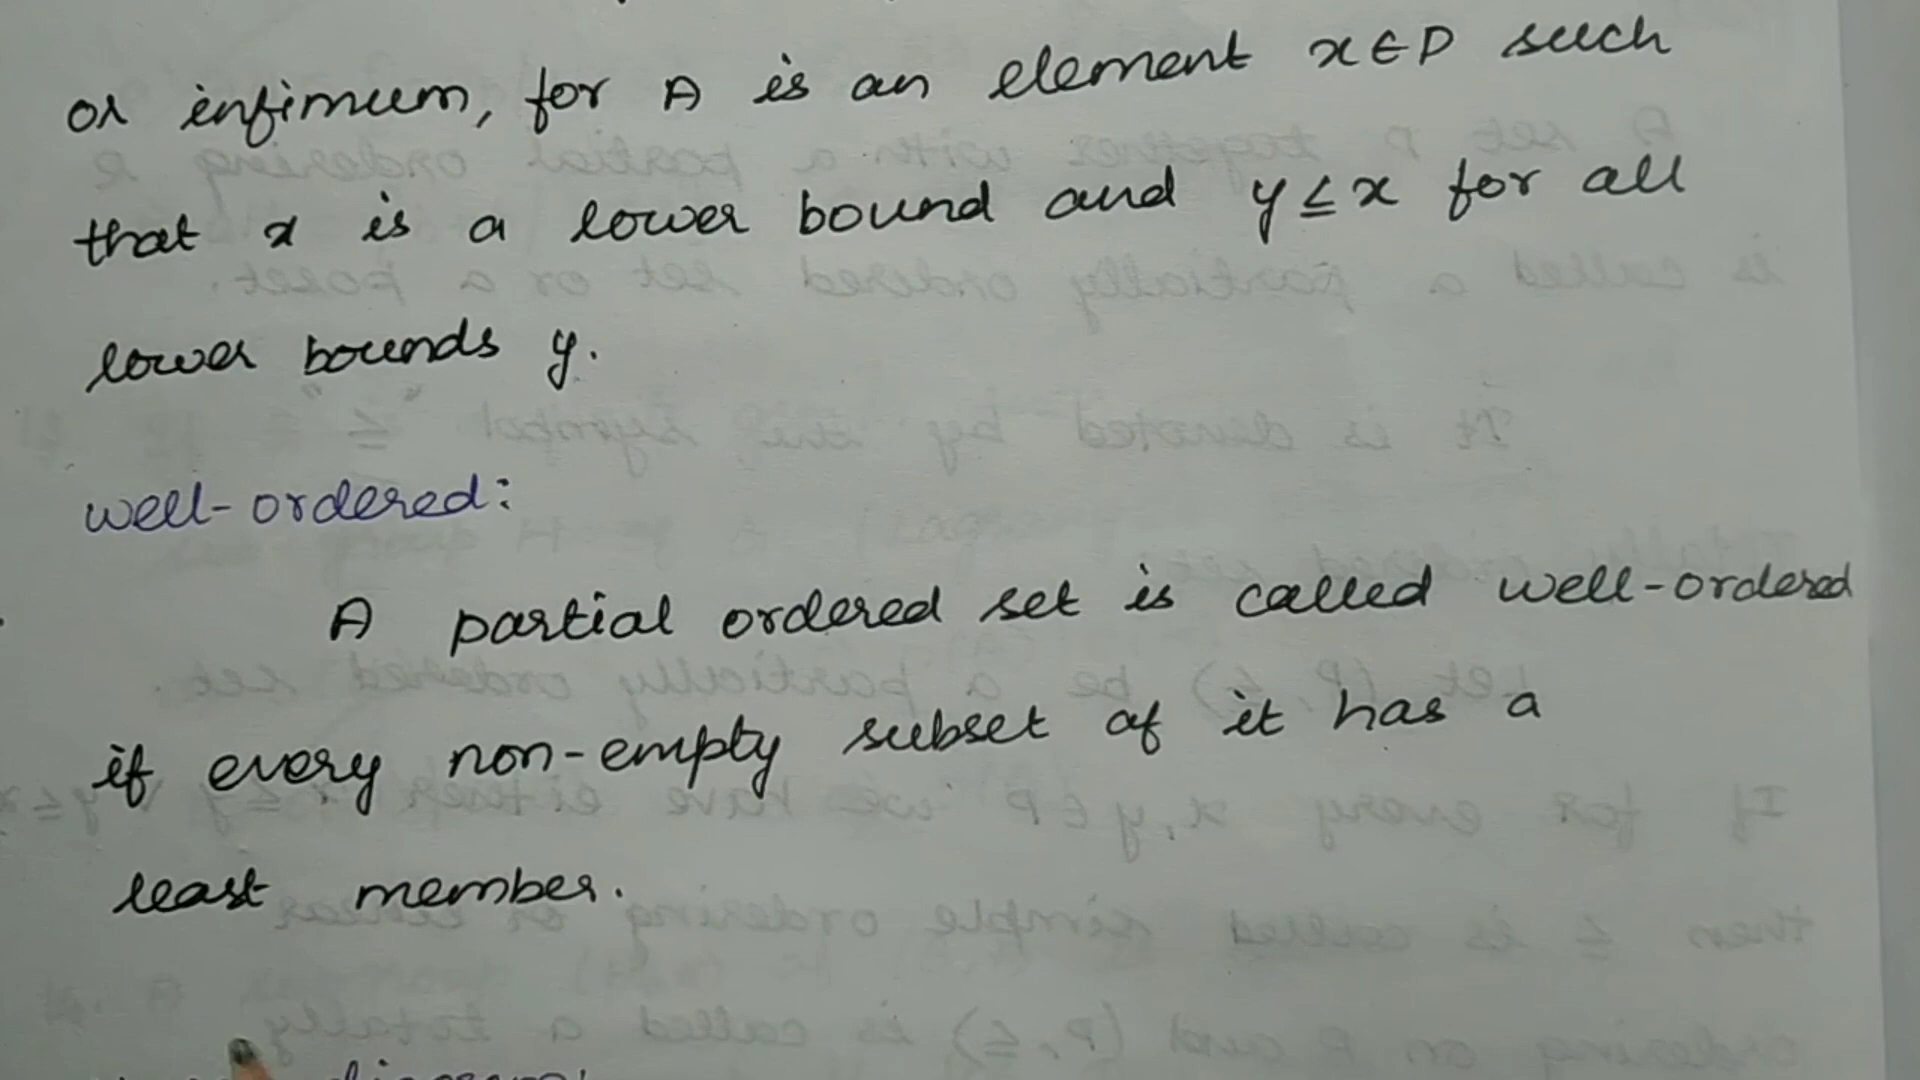 or infimum, for A is an element x ∈ P such
that x is a lower bound and y ≤ x for all
lower bounds y.
well-ordered:
A partial ordered set is called well-ordered
if every non-empty subset of it has a
least member.
diagram: